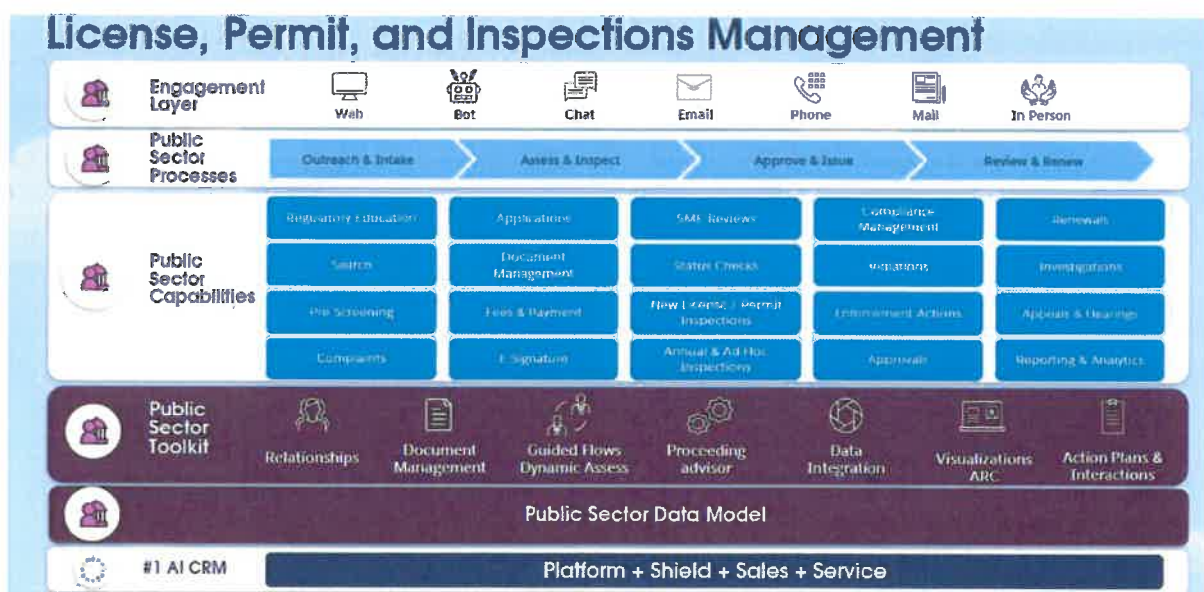 License, Permit, and Inspections Management
Engagement
Layer
Web
Bot
Chat
Email
Phone
Mail
In Person
Public
Sector
Processes
Outreach & Intake
Assess & Inspect
Approve & Issue
Review & Renew
Public
Sector
Capabilities
Regulatory Education
Applications
SME Reviews
Compliance
Management
Renewals
Search
Document
Management
Status Checks
Violations
Investigations
Pre Screening
Fees & Payment
New License / Permit
Inspections
Enforcement Actions
Appeals & Hearings
Complaints
E Signature
Annual & Ad Hoc
Inspections
Approvals
Reporting & Analytics
Public
Sector
Toolkit
Relationships
Document
Management
Guided Flows
Dynamic Assess
Proceeding
advisor
Data
Integration
Visualizations
ARC
Action Plans &
Interactions
Public Sector Data Model
#1 AI CRM
Platform + Shield + Sales + Service